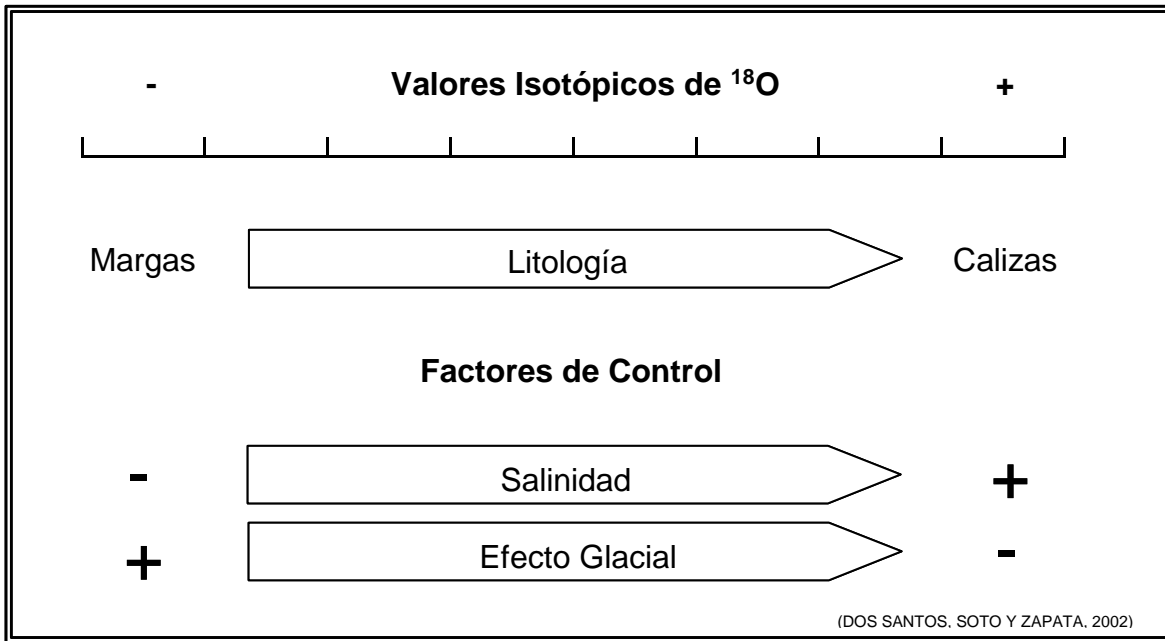 - Valores Isotópicos de ¹⁸O +
Margas Litología Calizas
Factores de Control
- Salinidad +
+ Efecto Glacial -
(DOS SANTOS, SOTO Y ZAPATA, 2002)